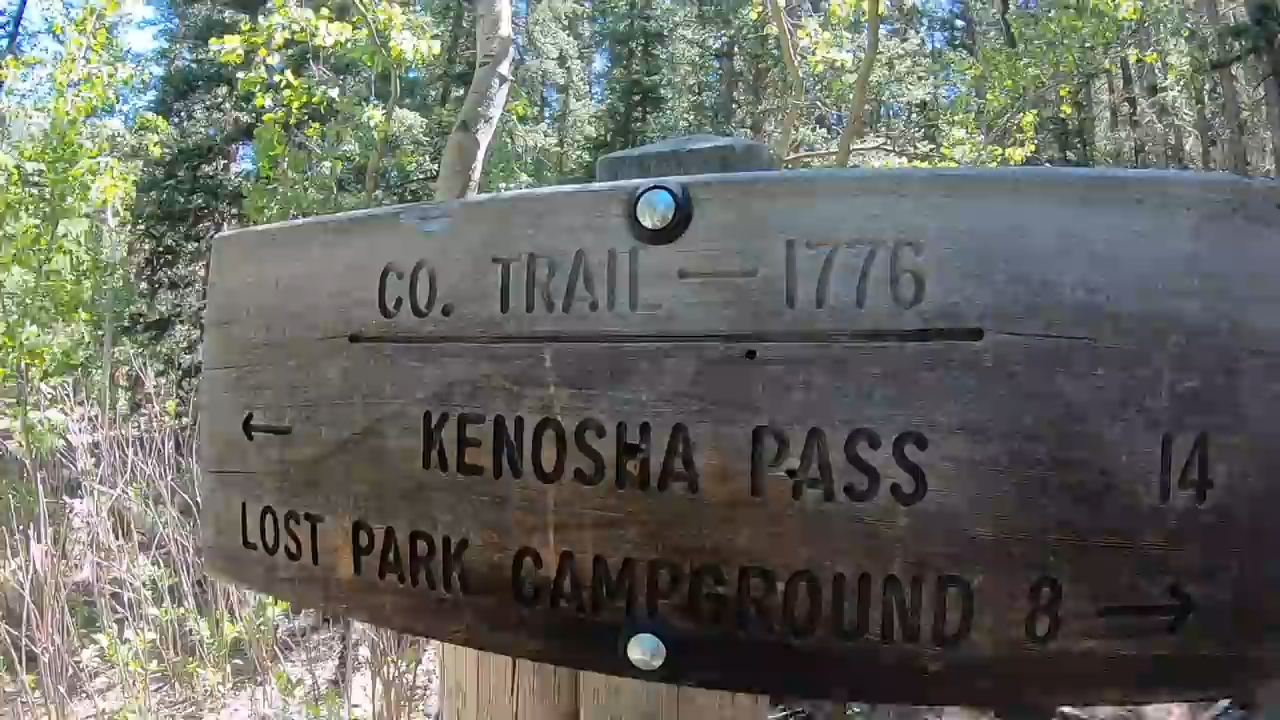 CO. TRAIL — 1776
← KENOSHA PASS 14
LOST PARK CAMPGROUND 8 →